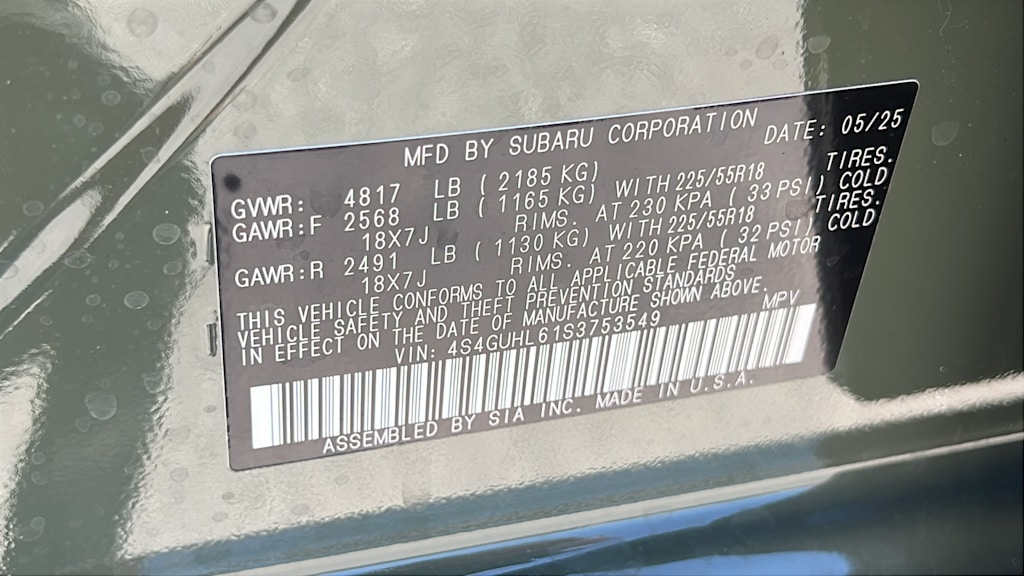 MFD BY SUBARU CORPORATION DATE: 05/25
GVWR: 4817 LB ( 2185 KG)
GAWR:F 2568 LB ( 1165 KG) WITH 225/55R18 TIRES.
18X7J RIMS. AT 230 KPA ( 33 PSI) COLD
GAWR:R 2491 LB ( 1130 KG) WITH 225/55R18 TIRES.
18X7J RIMS. AT 220 KPA ( 32 PSI) COLD
THIS VEHICLE CONFORMS TO ALL APPLICABLE FEDERAL MOTOR
VEHICLE SAFETY AND THEFT PREVENTION STANDARDS
IN EFFECT ON THE DATE OF MANUFACTURE SHOWN ABOVE.
VIN: 4S4GUHL61S3753549 MPV
ASSEMBLED BY SIA INC. MADE IN U.S.A.